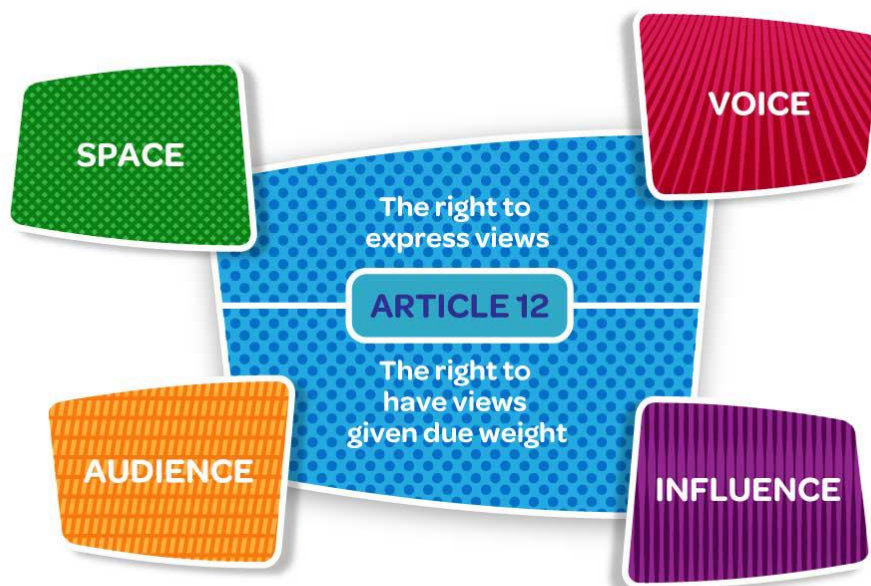 SPACE
VOICE
The right to
express views
ARTICLE 12
The right to
have views
given due weight
AUDIENCE
INFLUENCE